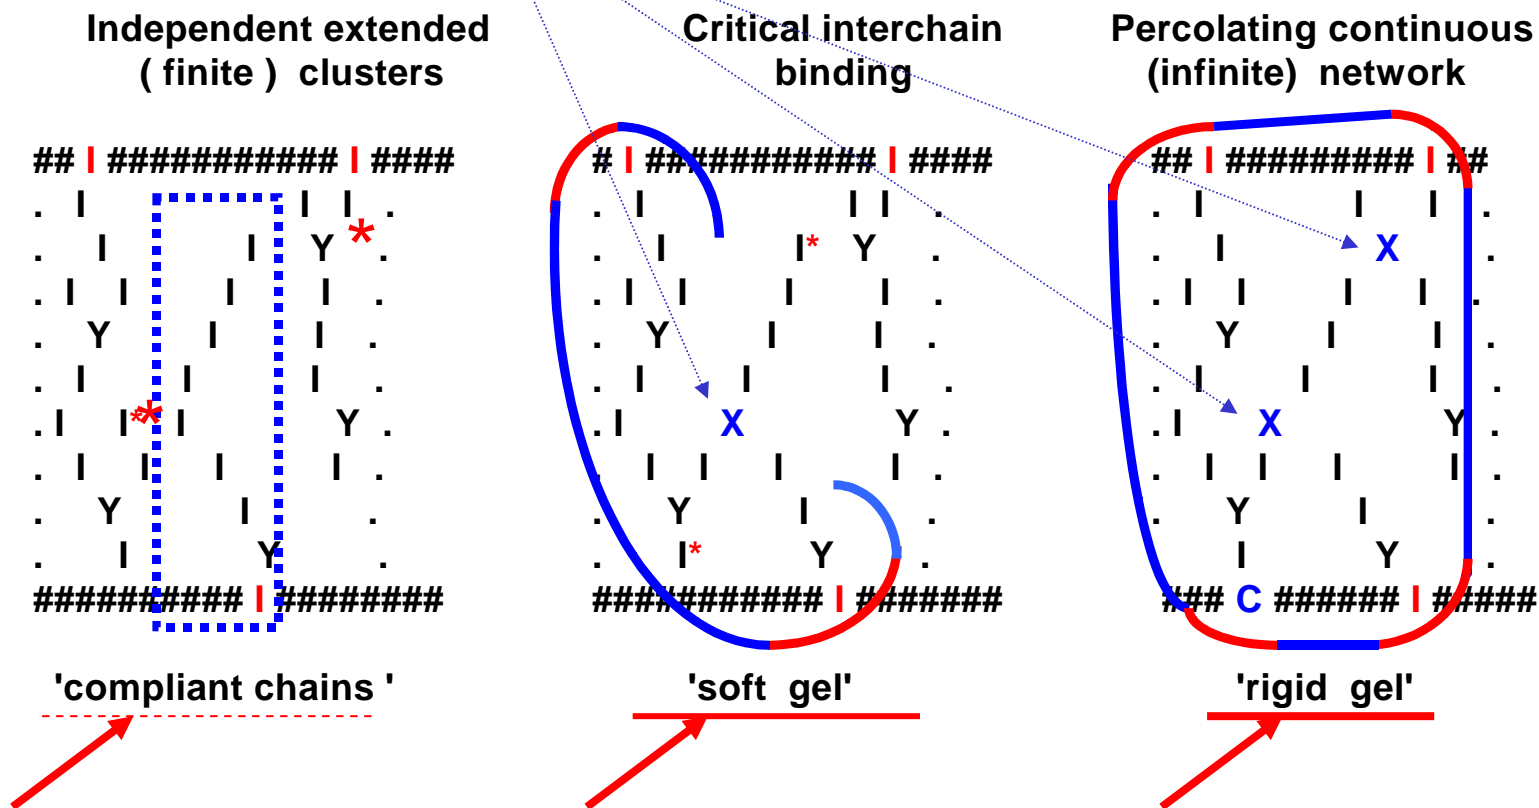 Independent extended
( finite ) clusters
## I ########### I ####
. I I I .
. I I Y * .
. I I I I .
. Y I I .
. I I I .
. I I** I Y .
. I I I I .
. Y I .
. I Y .
########## I ########
'compliant chains '
Critical interchain
binding
# I ########### I ####
. I I I .
. I I* Y .
. I I I I .
. Y I I .
. I I I .
. I X Y .
. I I I I .
. Y I .
. I* Y .
########### I #######
'soft gel'
Percolating continuous
(infinite) network
## I ######### I ##
. I I I .
. I X .
. I I I I .
. Y I I .
. I I I .
. I X Y .
. I I I I .
. Y I .
. I Y .
### C ###### I #####
'rigid gel'